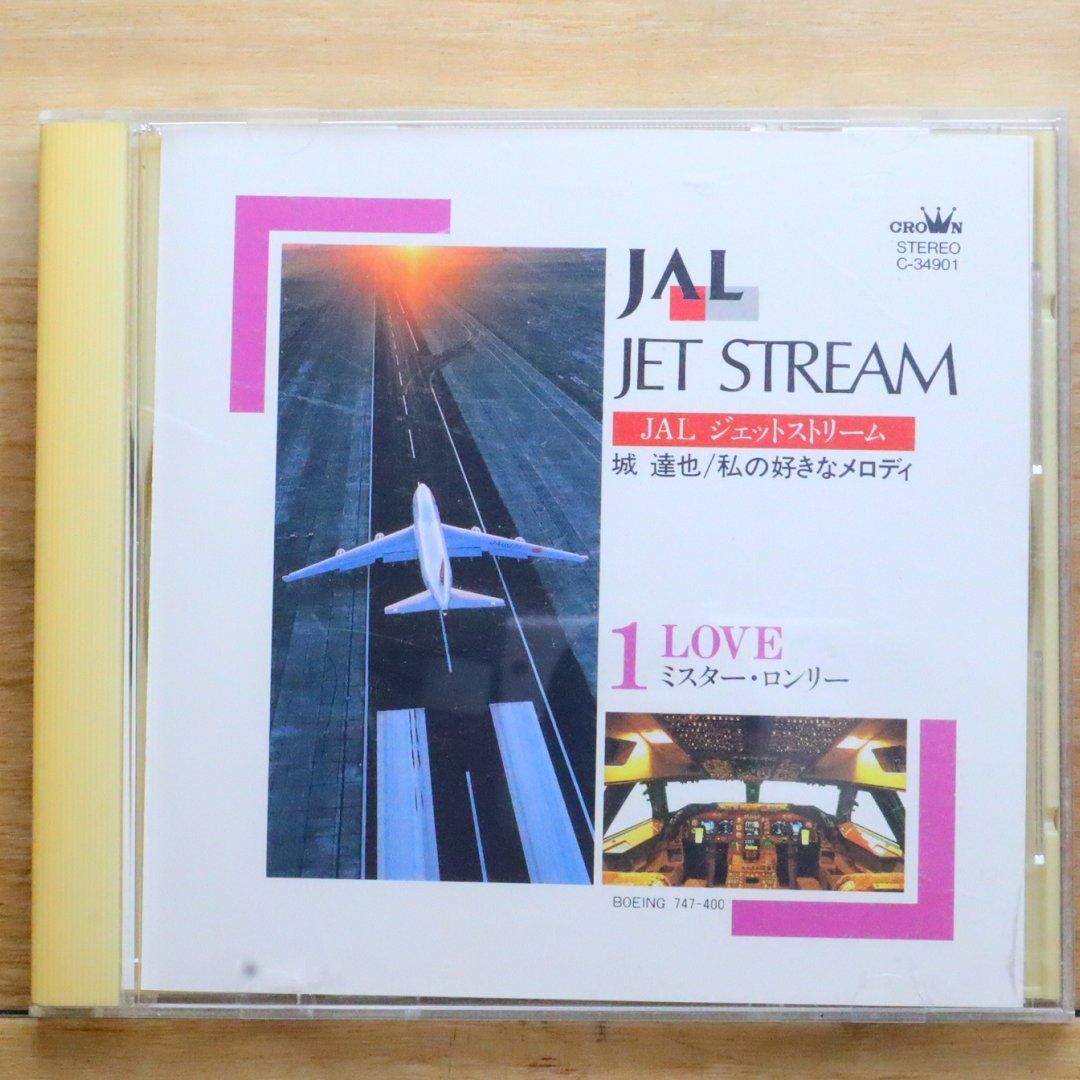 CROWN
STEREO
C-34901
JAL
JET STREAM
JAL ジェットストリーム
城 達也/私の好きなメロディ
1 LOVE
ミスター・ロンリー
BOEING 747-400